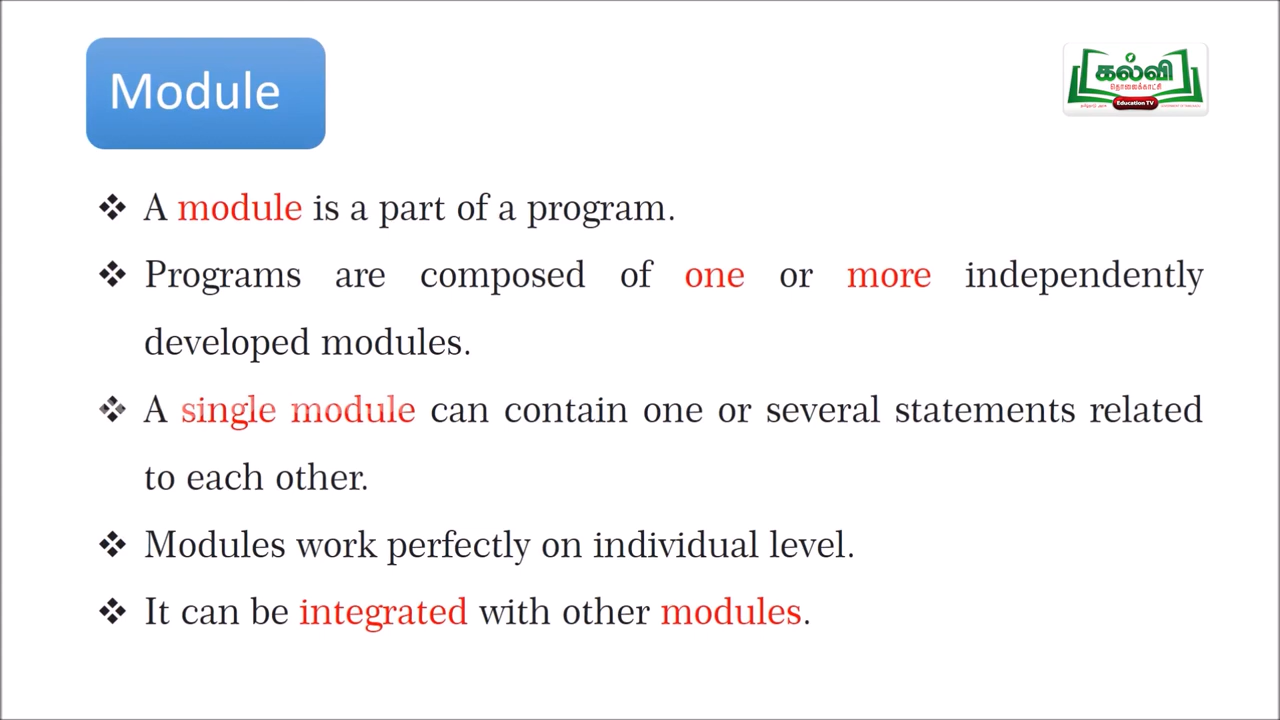 Module
கல்வி
தொலைக்காட்சி
Education TV
❖ A module is a part of a program.
❖ Programs are composed of one or more independently
developed modules.
❖ A single module can contain one or several statements related
to each other.
❖ Modules work perfectly on individual level.
❖ It can be integrated with other modules.